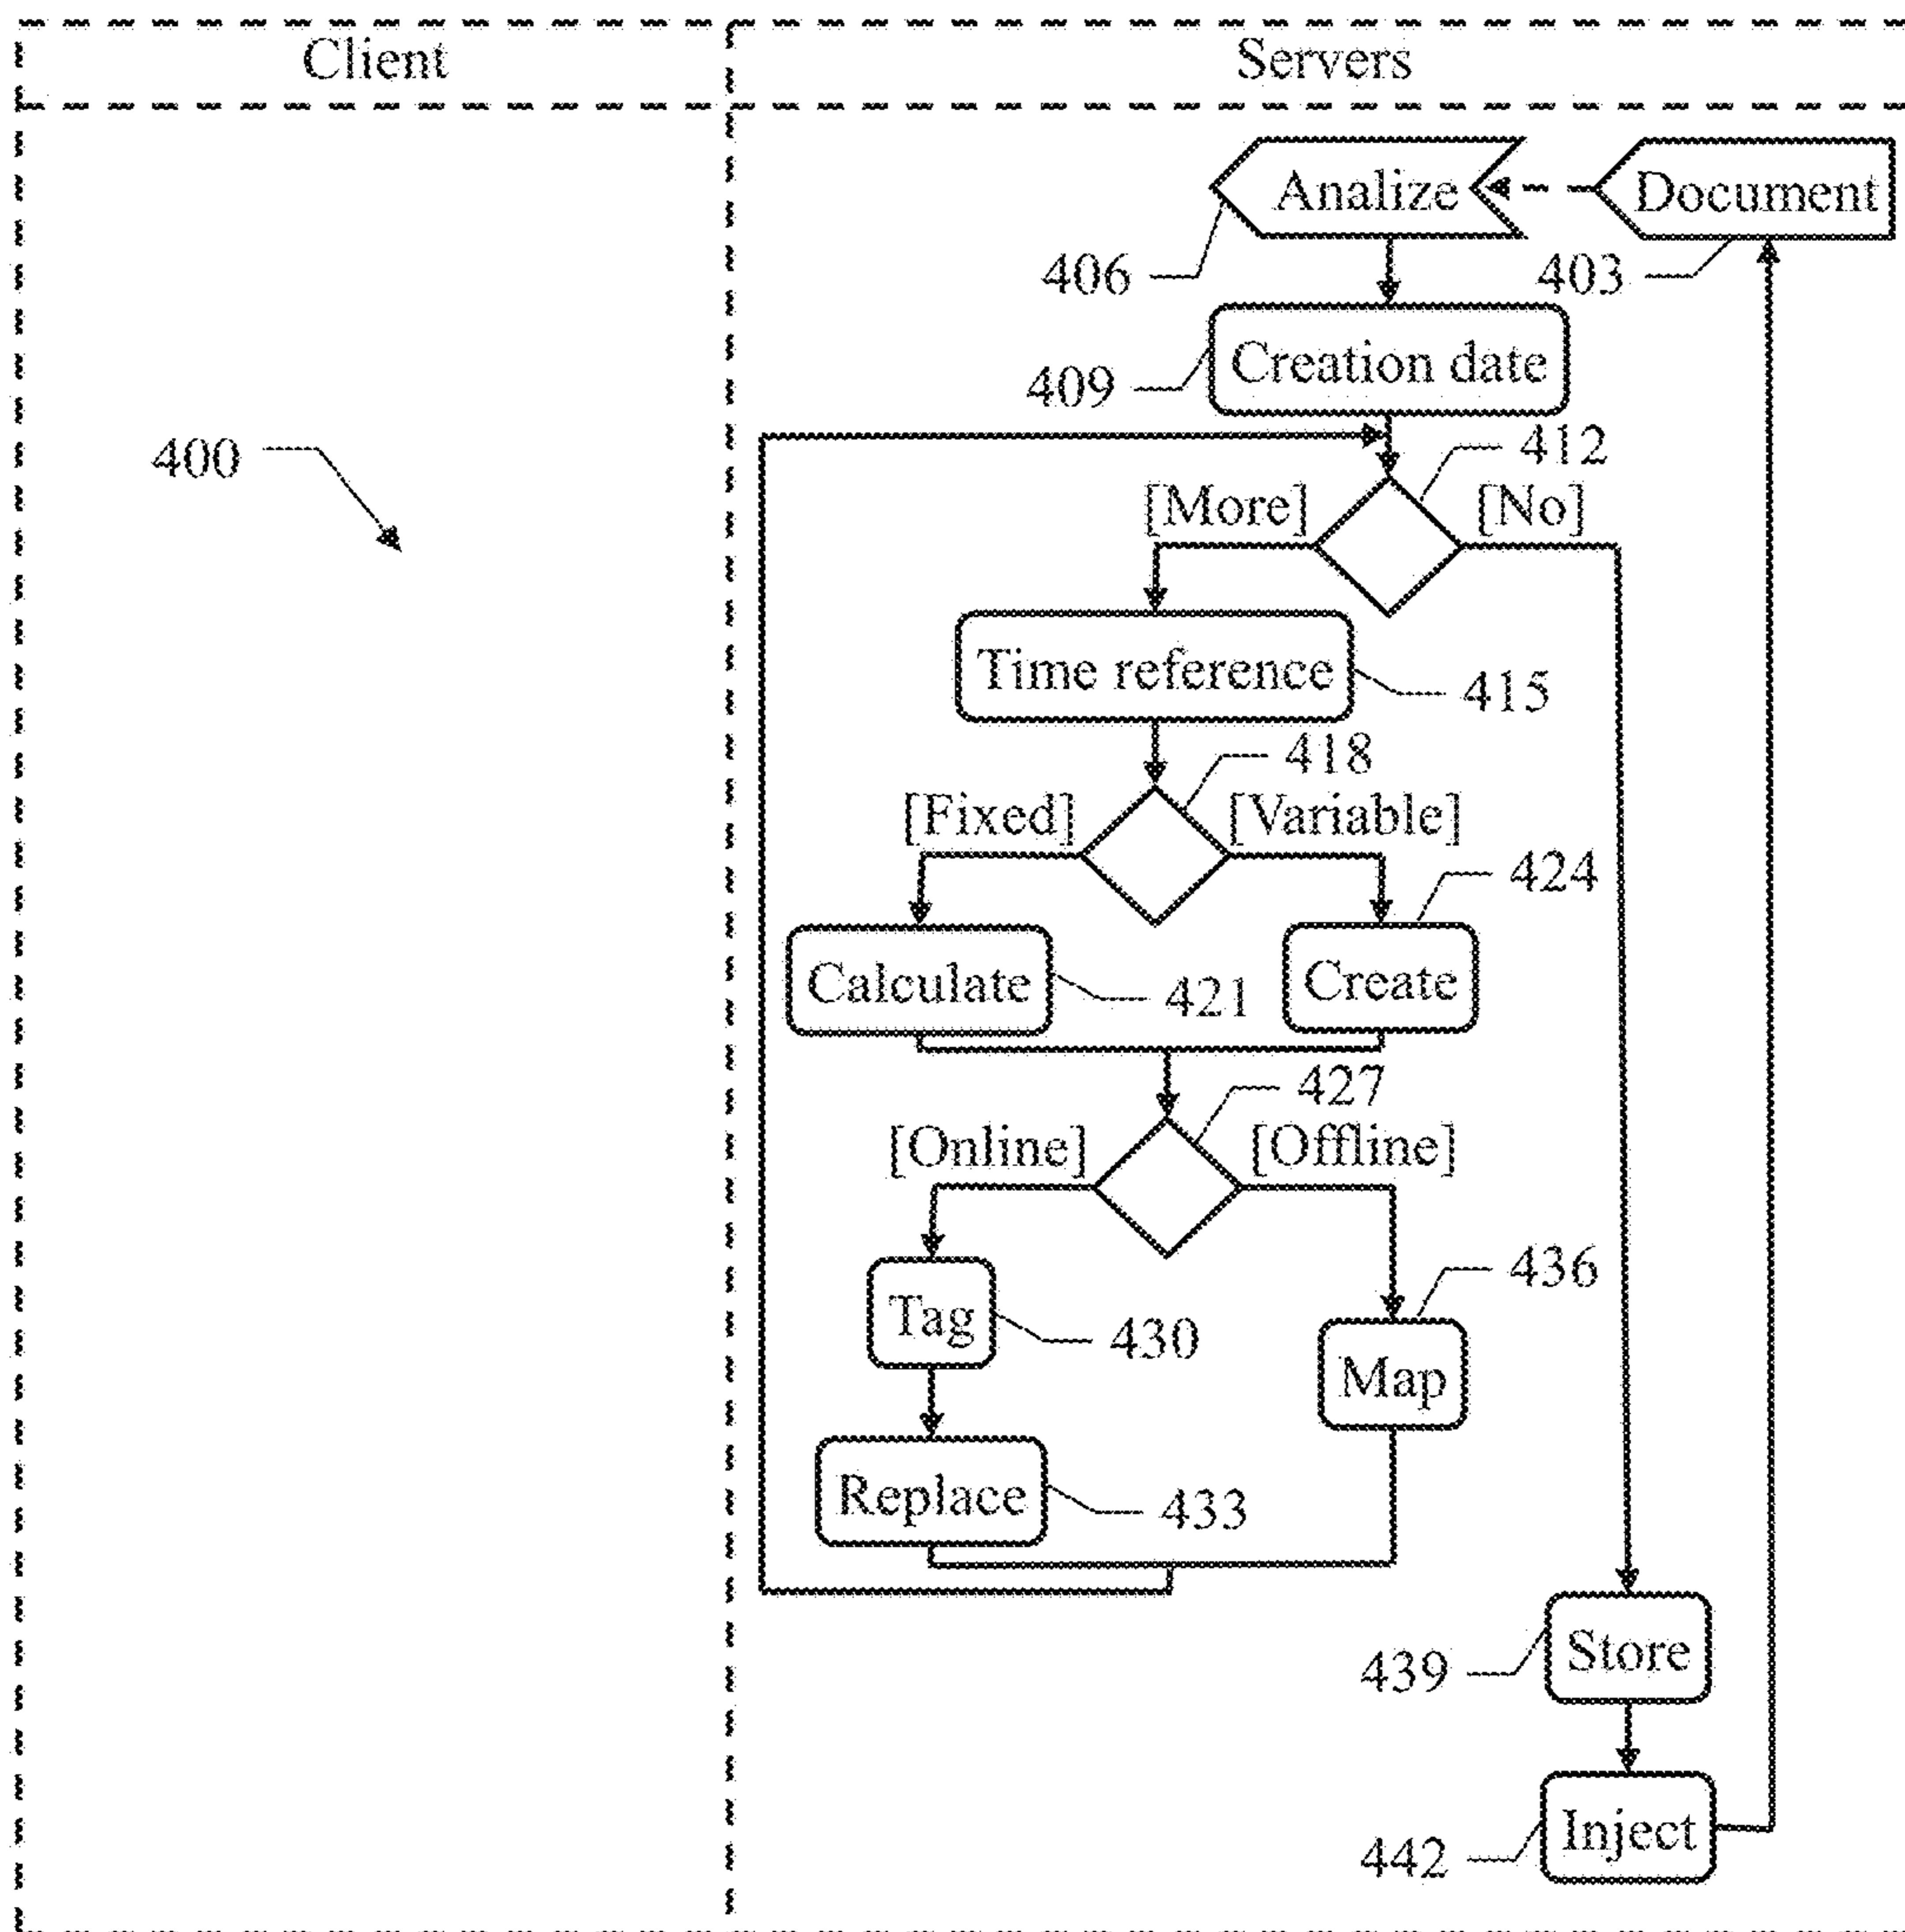 Client
Servers
Analize
Document
406
403
Creation date
409
400
412
[More]
[No]
Time reference
415
418
[Fixed]
[Variable]
424
Calculate
421
Create
427
[Online]
[Offline]
436
Tag
430
Map
Replace
433
Store
439
Inject
442